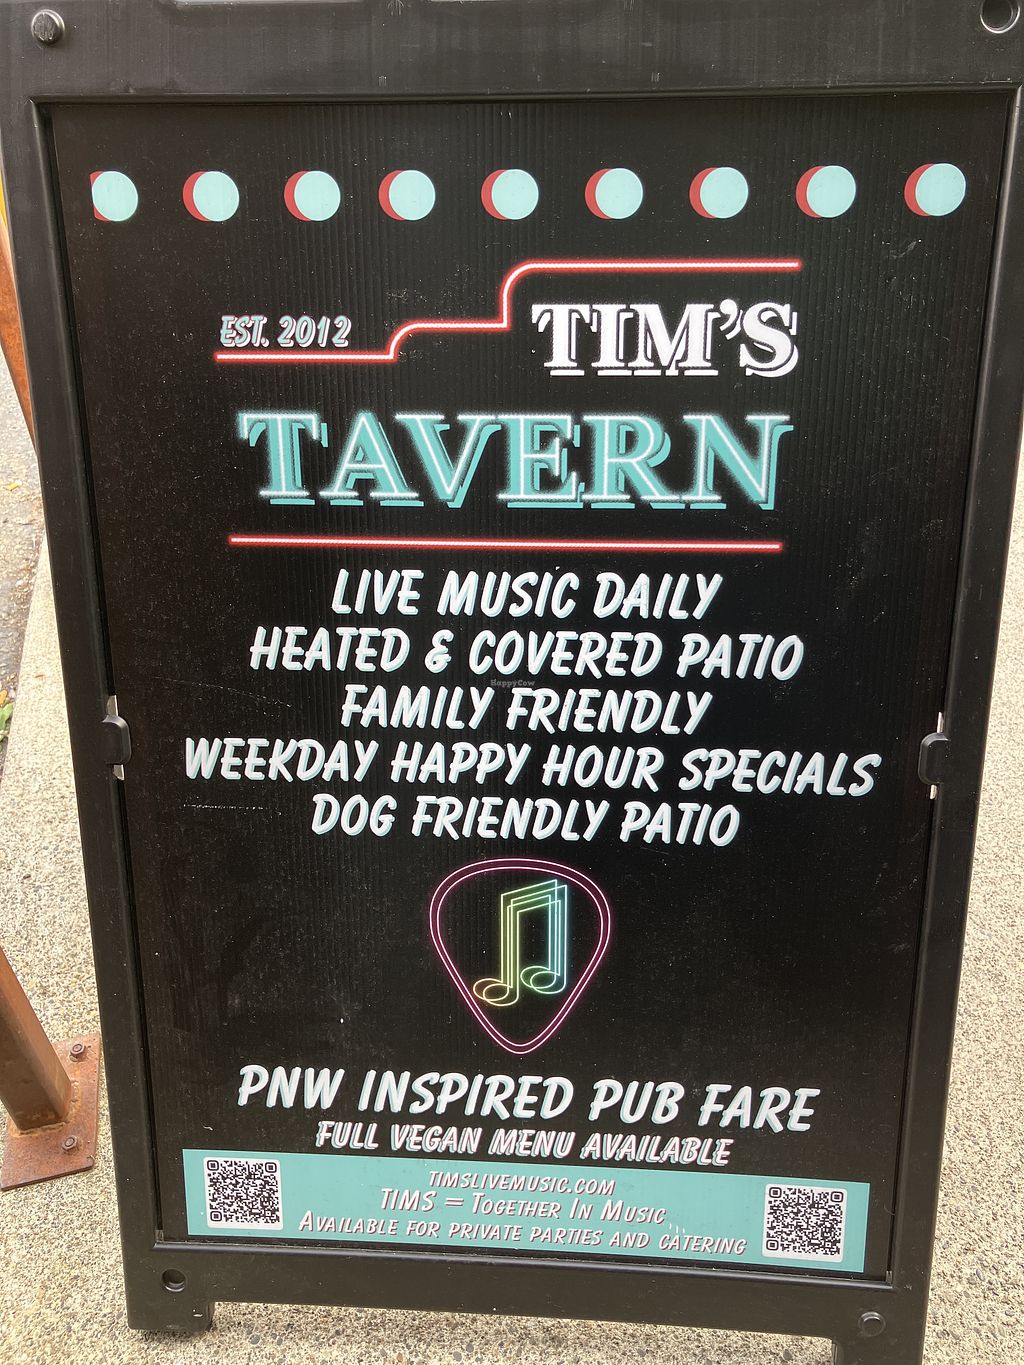 EST. 2012
TIM'S
TAVERN
LIVE MUSIC DAILY
HEATED & COVERED PATIO
HappyCow
FAMILY FRIENDLY
WEEKDAY HAPPY HOUR SPECIALS
DOG FRIENDLY PATIO
PNW INSPIRED PUB FARE
FULL VEGAN MENU AVAILABLE
TIMSLIVEMUSIC.COM
TIMS = TOGETHER IN MUSIC
AVAILABLE FOR PRIVATE PARTIES AND CATERING